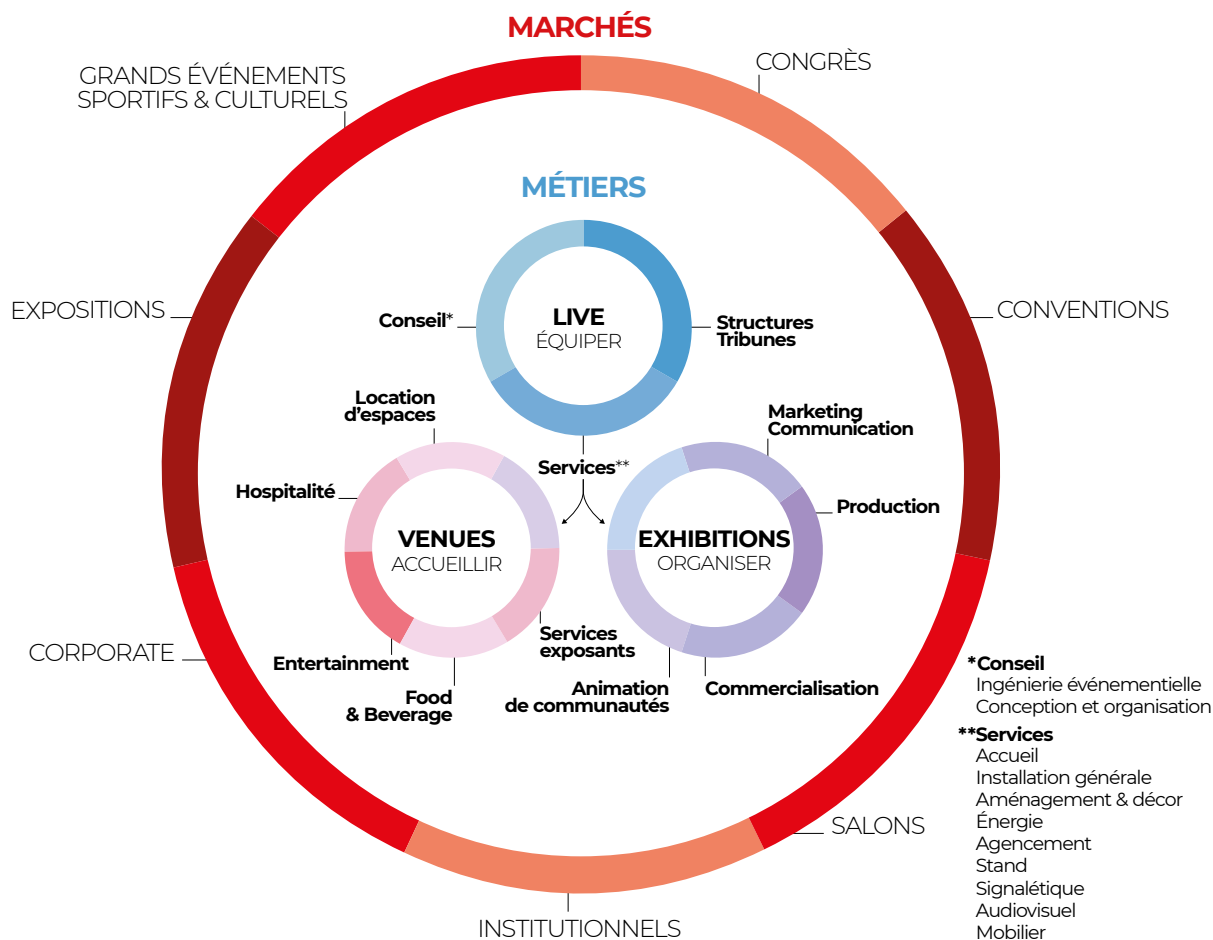 MARCHÉS
GRANDS ÉVÉNEMENTS
SPORTIFS & CULTURELS
CONGRÈS
MÉTIERS
EXPOSITIONS
CONVENTIONS
LIVE
ÉQUIPER
Conseil*
Structures
Tribunes
Location
d'espaces
Marketing
Communication
Services**
Hospitalité
Production
VENUES
ACCUEILLIR
EXHIBITIONS
ORGANISER
Services
exposants
Entertainment
Food
& Beverage
Animation
de communautés
Commercialisation
CORPORATE
SALONS
INSTITUTIONNELS
*Conseil
Ingénierie événementielle
Conception et organisation
**Services
Accueil
Installation générale
Aménagement & décor
Énergie
Agencement
Stand
Signalétique
Audiovisuel
Mobilier